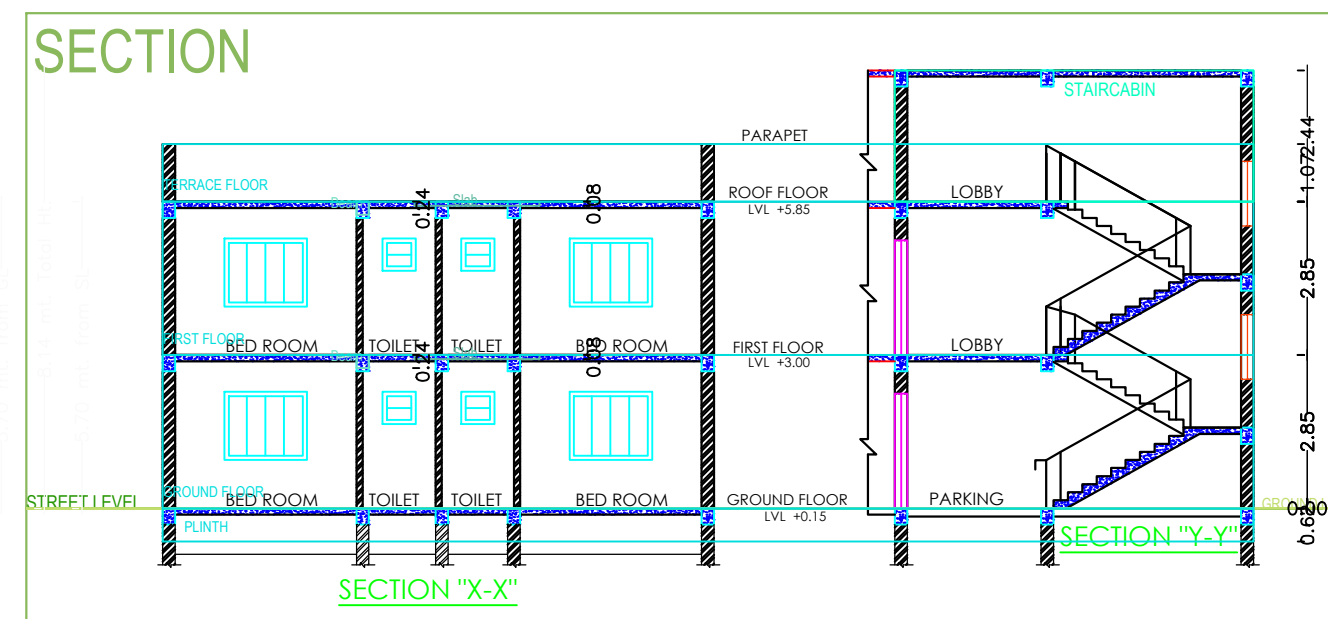 SECTION
STAIRCABIN
PARAPET
2.44
1.07
TERRACE FLOOR
ROOF FLOOR
LVL +5.85
LOBBY
0.24
Slab
0.08
2.85
FIRST FLOOR
BED ROOM
TOILET
TOILET
BED ROOM
FIRST FLOOR
LVL +3.00
LOBBY
0.24
0.08
2.85
STREET LEVEL
GROUND FLOOR
BED ROOM
TOILET
TOILET
BED ROOM
GROUND FLOOR
LVL +0.15
PARKING
0.00
PLINTH
SECTION "X-X"
SECTION "Y-Y"